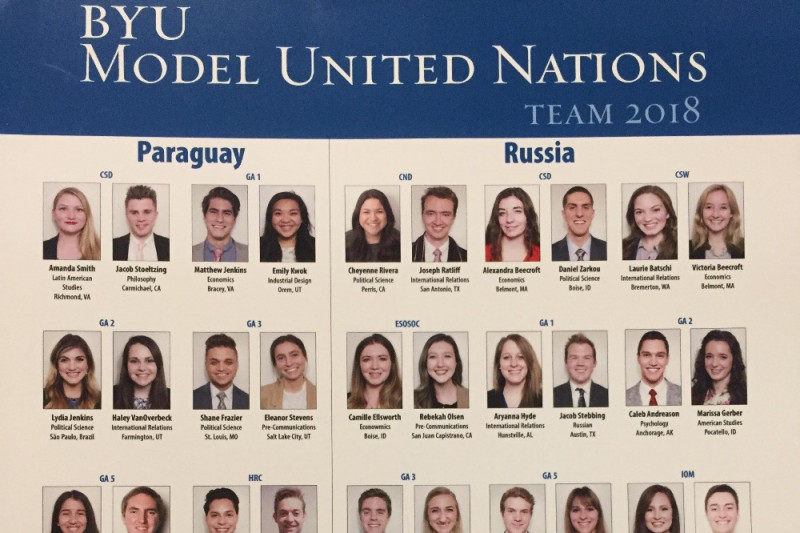 BYU
MODEL UNITED NATIONS
TEAM 2018
Paraguay
CSD
GA 1
Amanda Smith
Latin American
Studies
Richmond, VA
Jacob Stoeltzing
Philosophy
Carmichael, CA
Matthew Jenkins
Economics
Bracey, VA
Emily Kwok
Industrial Design
Orem, UT
GA 2
GA 3
Lydia Jenkins
Political Science
São Paulo, Brazil
Haley VanOverbeck
International Relations
Farmington, UT
Shane Frazier
Political Science
St. Louis, MO
Eleanor Stevens
Pre-Communications
Salt Lake City, UT
GA 5
HRC
Russia
CND
CSD
CSW
Cheyenne Rivera
Political Science
Perris, CA
Joseph Ratliff
International Relations
San Antonio, TX
Alexandra Beecroft
Economics
Belmont, MA
Daniel Zarkou
Political Science
Boise, ID
Laurie Batschi
International Relations
Bremerton, WA
Victoria Beecroft
Economics
Belmont, MA
ESOSOC
GA 1
GA 2
Camille Ellsworth
Econowmics
Boise, ID
Rebekah Olsen
Pre-Communications
San Juan Capistrano, CA
Aryanna Hyde
International Relations
Hunstville, AL
Jacob Stebbing
Russian
Austin, TX
Caleb Andreason
Psychology
Anchorage, AK
Marissa Gerber
American Studies
Pocatello, ID
GA 3
GA 5
IOM